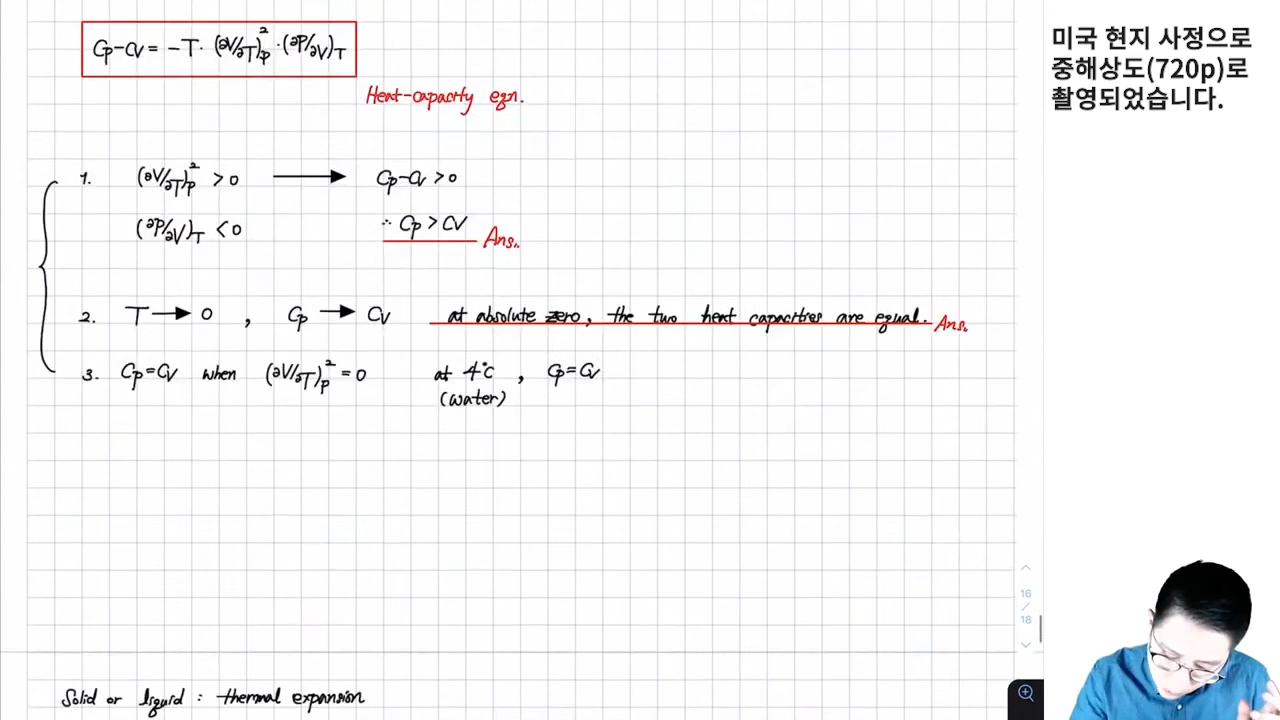 Cp-Cv = -T·(∂V/∂T)²p·(∂P/∂V)T
Heat-capacity eqn.
1. (∂V/∂T)²p > 0 → Cp-Cv > 0
(∂P/∂V)T < 0 ∴ Cp > Cv Ans.
2. T → 0 , Cp → Cv at absolute zero, the two heat capacities are equal. Ans.
3. Cp=Cv when (∂V/∂T)²p = 0 at 4°C , Cp=Cv
(water)
Solid or liquid : thermal expansion
미국 현지 사정으로
중해상도(720p)로
촬영되었습니다.
16
/
18